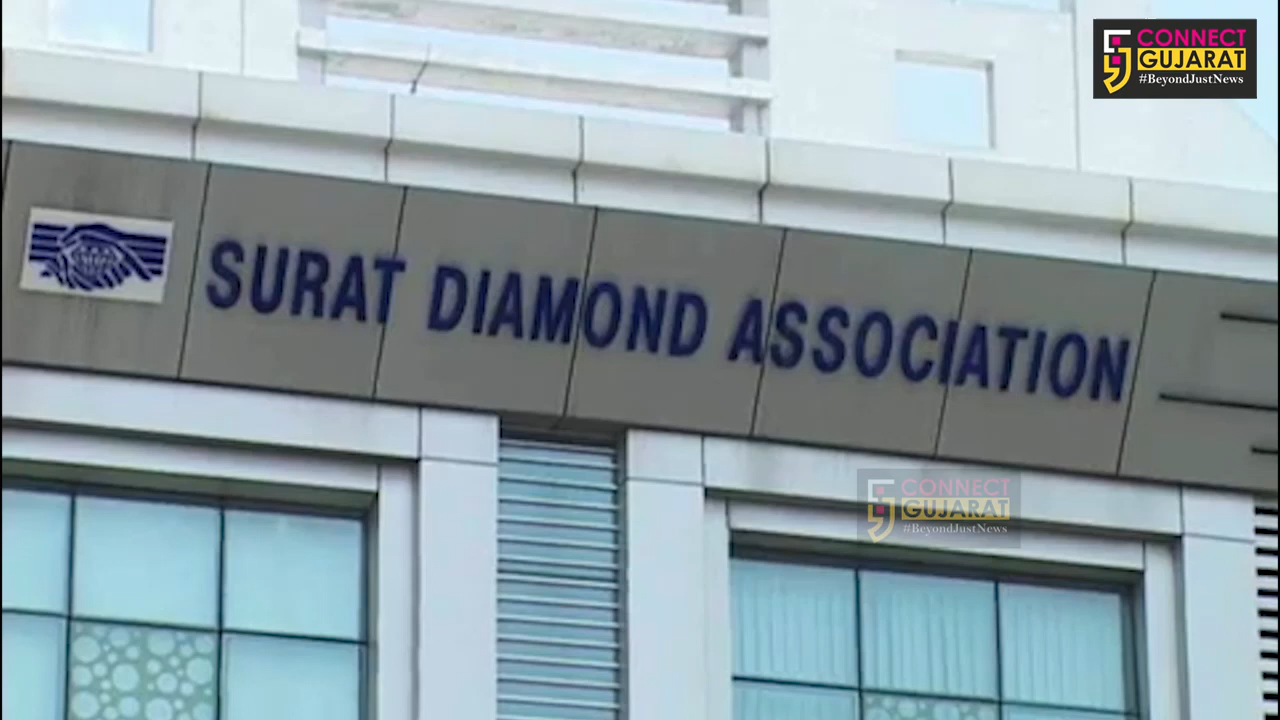 CONNECT
GUJARAT
#BeyondJustNews
SURAT DIAMOND ASSOCIATION
CONNECT
GUJARAT
#BeyondJustNews